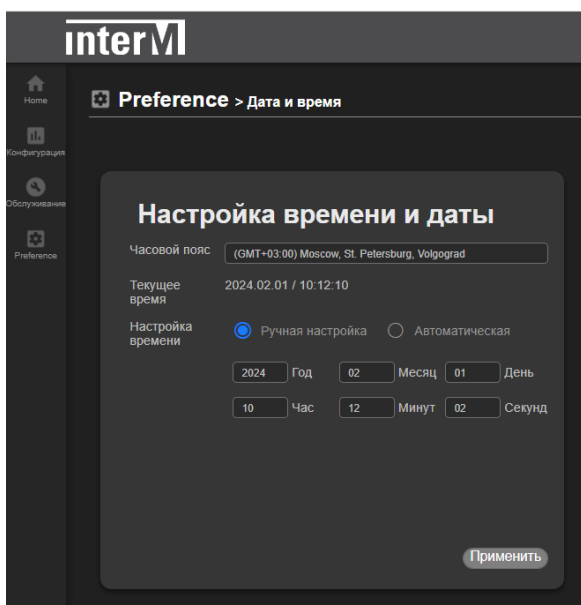 interM
Home
Preference > Дата и время
Конфигурация
Обслуживание
Preference
Настройка времени и даты
Часовой пояс (GMT+03:00) Moscow, St. Petersburg, Volgograd
Текущее время 2024.02.01 / 10:12:10
Настройка времени Ручная настройка Автоматическая
2024 Год 02 Месяц 01 День
10 Час 12 Минут 02 Секунд
Применить